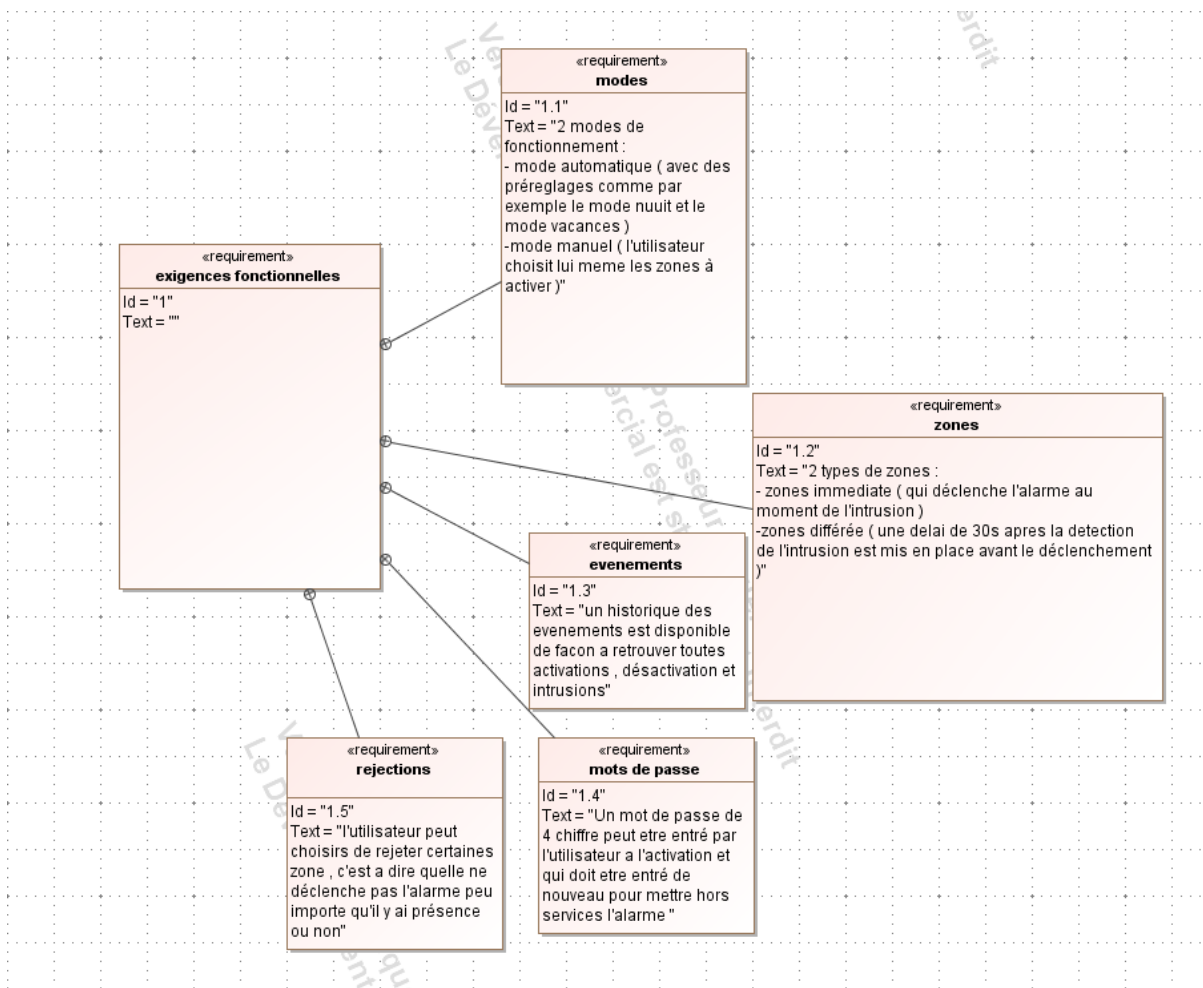 «requirement»
modes
Id = "1.1"
Text = "2 modes de
fonctionnement :
- mode automatique ( avec des
préreglages comme par
exemple le mode nuuit et le
mode vacances )
-mode manuel ( l'utilisateur
choisit lui meme les zones à
activer )"
«requirement»
exigences fonctionnelles
Id = "1"
Text = ""
«requirement»
zones
Id = "1.2"
Text = "2 types de zones :
- zones immediate ( qui déclenche l'alarme au
moment de l'intrusion )
-zones différée ( une delai de 30s apres la detection
de l'intrusion est mis en place avant le déclenchement
)"
«requirement»
evenements
Id = "1.3"
Text = "un historique des
evenements est disponible
de facon a retrouver toutes
activations , désactivation et
intrusions"
«requirement»
rejections
Id = "1.5"
Text = "l'utilisateur peut
choisirs de rejeter certaines
zone , c'est a dire quelle ne
déclenche pas l'alarme peu
importe qu'il y ai présence
ou non"
«requirement»
mots de passe
Id = "1.4"
Text = "Un mot de passe de
4 chiffre peut etre entré par
l'utilisateur a l'activation et
qui doit etre entré de
nouveau pour mettre hors
services l'alarme "
Professeur